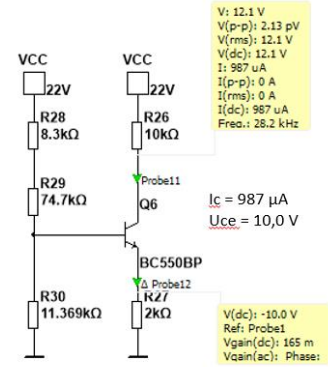 V: 12.1 V
V(p-p): 2.13 pV
V(rms): 12.1 V
V(dc): 12.1 V
I: 987 uA
I(p-p): 0 A
I(rms): 0 A
I(dc): 987 uA
Freq.: 28.2 kHz
VCC VCC
22V 22V
R28 R26
8.3kΩ 10kΩ
R29
74.7kΩ
Probe11
Q6
Ic = 987 µA
Uce = 10,0 V
BC550BP
Δ Probe12
R30 R27
11.369kΩ 2kΩ
V(dc): -10.0 V
Ref: Probe1
Vgain(dc): 165 m
Vgain(ac): Phase: